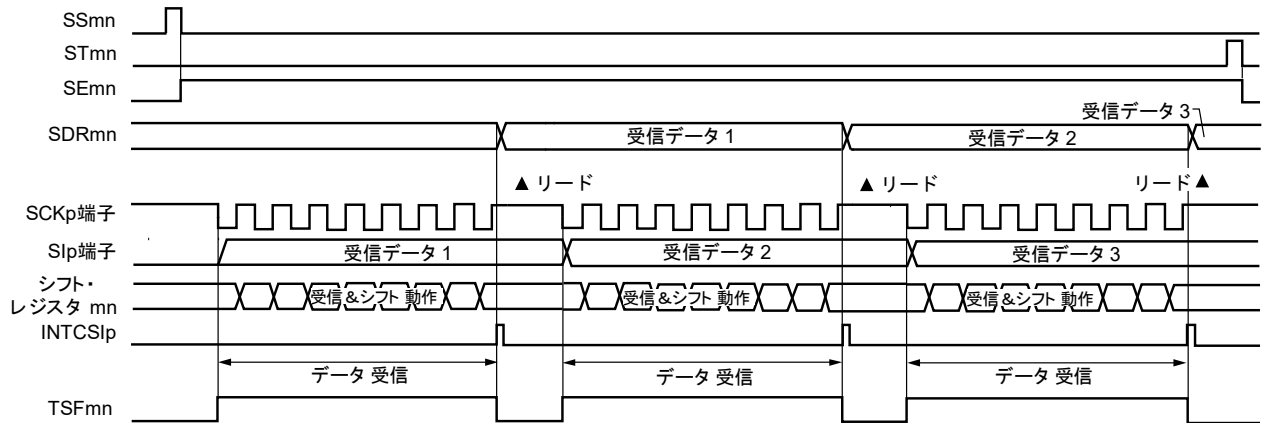 SSmn
STmn
SEmn
受信データ 3
SDRmn
受信データ 1
受信データ 2
▲ リード
▲ リード
リード ▲
SCKp端子
SIp端子
受信データ 1
受信データ 2
受信データ 3
シフト・
レジスタ mn
受信 &シフト 動作
受信 &シフト 動作
受信 &シフト 動作
INTCSIp
データ 受信
データ 受信
データ 受信
TSFmn